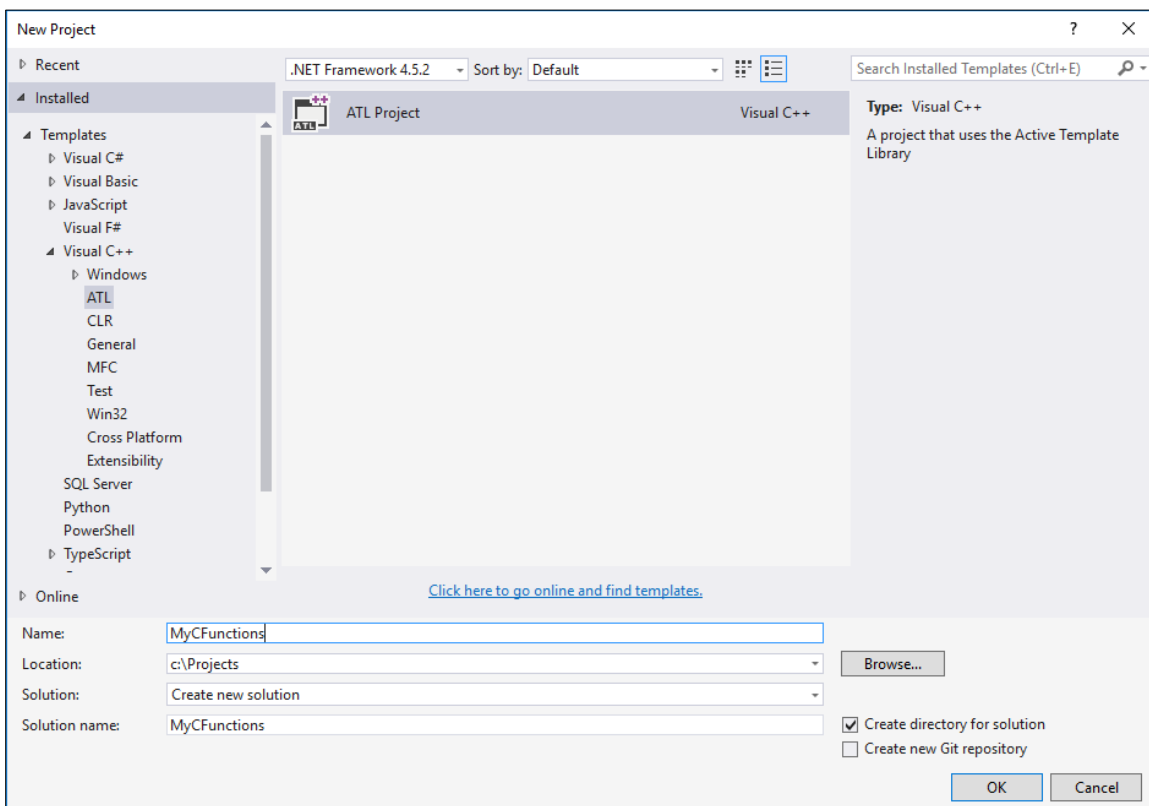 New Project
?
Recent
.NET Framework 4.5.2 Sort by: Default
Search Installed Templates (Ctrl+E)
Installed
Templates
Visual C#
Visual Basic
JavaScript
Visual F#
Visual C++
Windows
ATL
CLR
General
MFC
Test
Win32
Cross Platform
Extensibility
SQL Server
Python
PowerShell
TypeScript
Online
++
ATL
ATL Project Visual C++
Type: Visual C++
A project that uses the Active Template
Library
Click here to go online and find templates.
Name: MyCFunctions
Location: c:\Projects Browse...
Solution: Create new solution
Solution name: MyCFunctions
Create directory for solution
Create new Git repository
OK Cancel